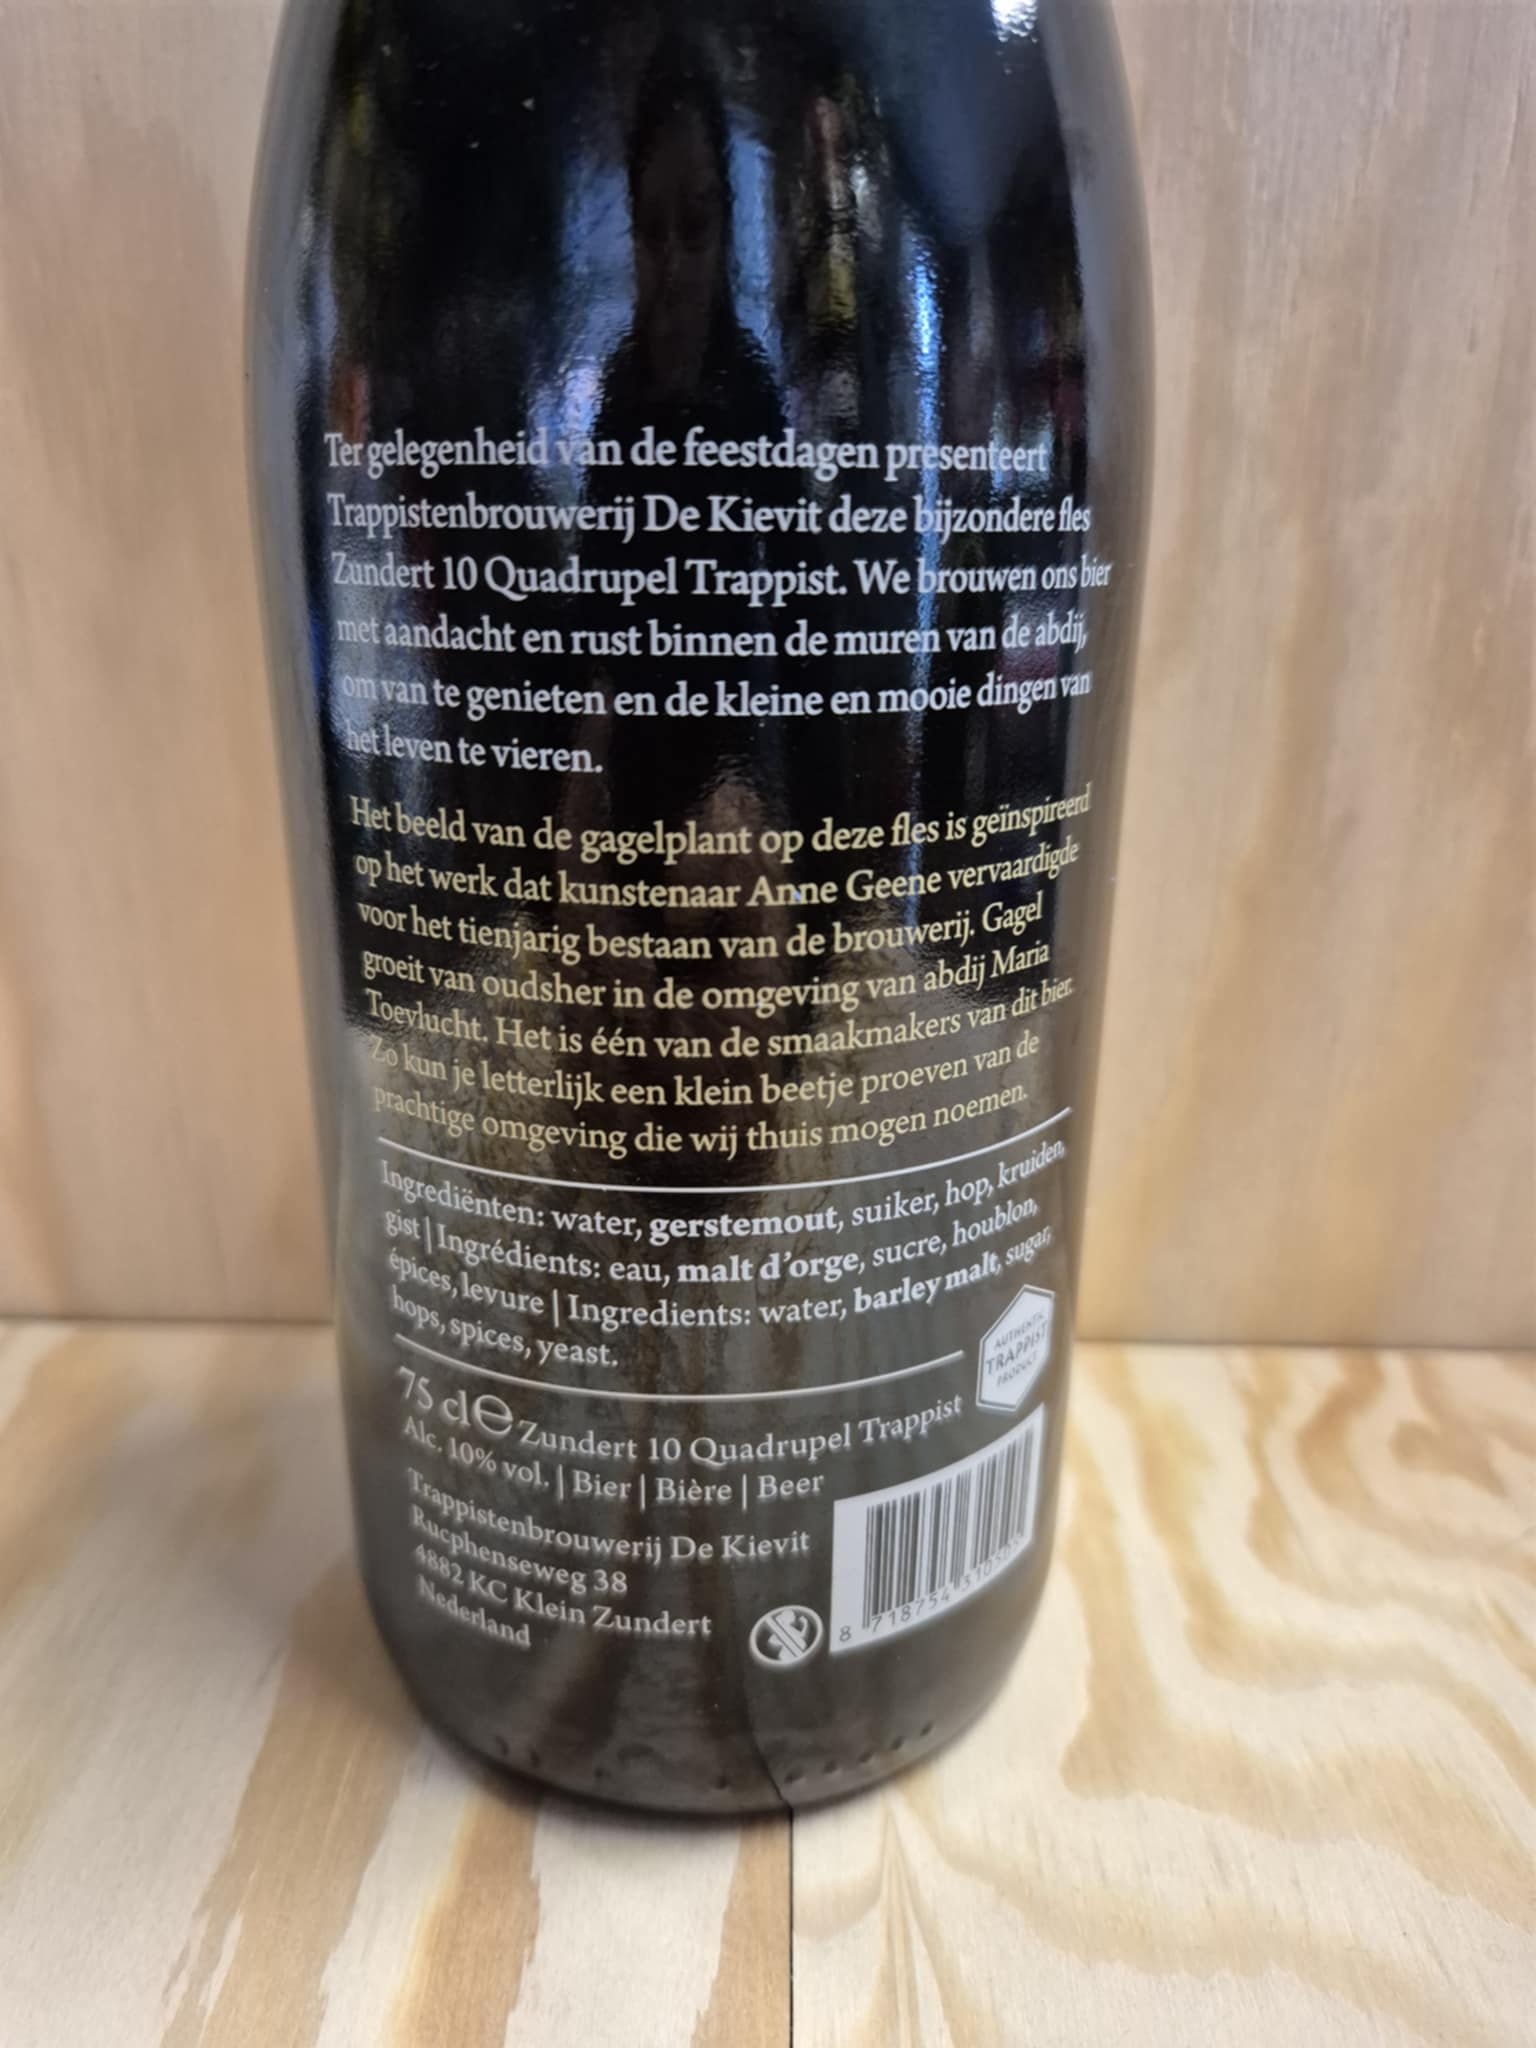 Ter gelegenheid van de feestdagen presenteert
Trappistenbrouwerij De Kievit deze bijzondere fles
Zundert 10 Quadrupel Trappist. We brouwen ons bier
met aandacht en rust binnen de muren van de abdij,
om van te genieten en de kleine en mooie dingen van
het leven te vieren.
Het beeld van de gagelplant op deze fles is geïnspireerd
op het werk dat kunstenaar Anne Geene vervaardigde
voor het tienjarig bestaan van de brouwerij. Gagel
groeit van oudsher in de omgeving van abdij Maria
Toevlucht. Het is één van de smaakmakers van dit bier.
Zo kun je letterlijk een klein beetje proeven van de
prachtige omgeving die wij thuis mogen noemen.
Ingrediënten: water, gerstemout, suiker, hop, kruiden,
gist | Ingrédients: eau, malt d'orge, sucre, houblon,
épices, levure | Ingredients: water, barley malt, sugar,
hops, spices, yeast.
AUTHENTIC
TRAPPIST
PRODUCT
75 cl ℮ Zundert 10 Quadrupel Trappist
Alc. 10% vol. | Bier | Bière | Beer
Trappistenbrouwerij De Kievit
Rucphenseweg 38
4882 KC Klein Zundert
Nederland
8 718754